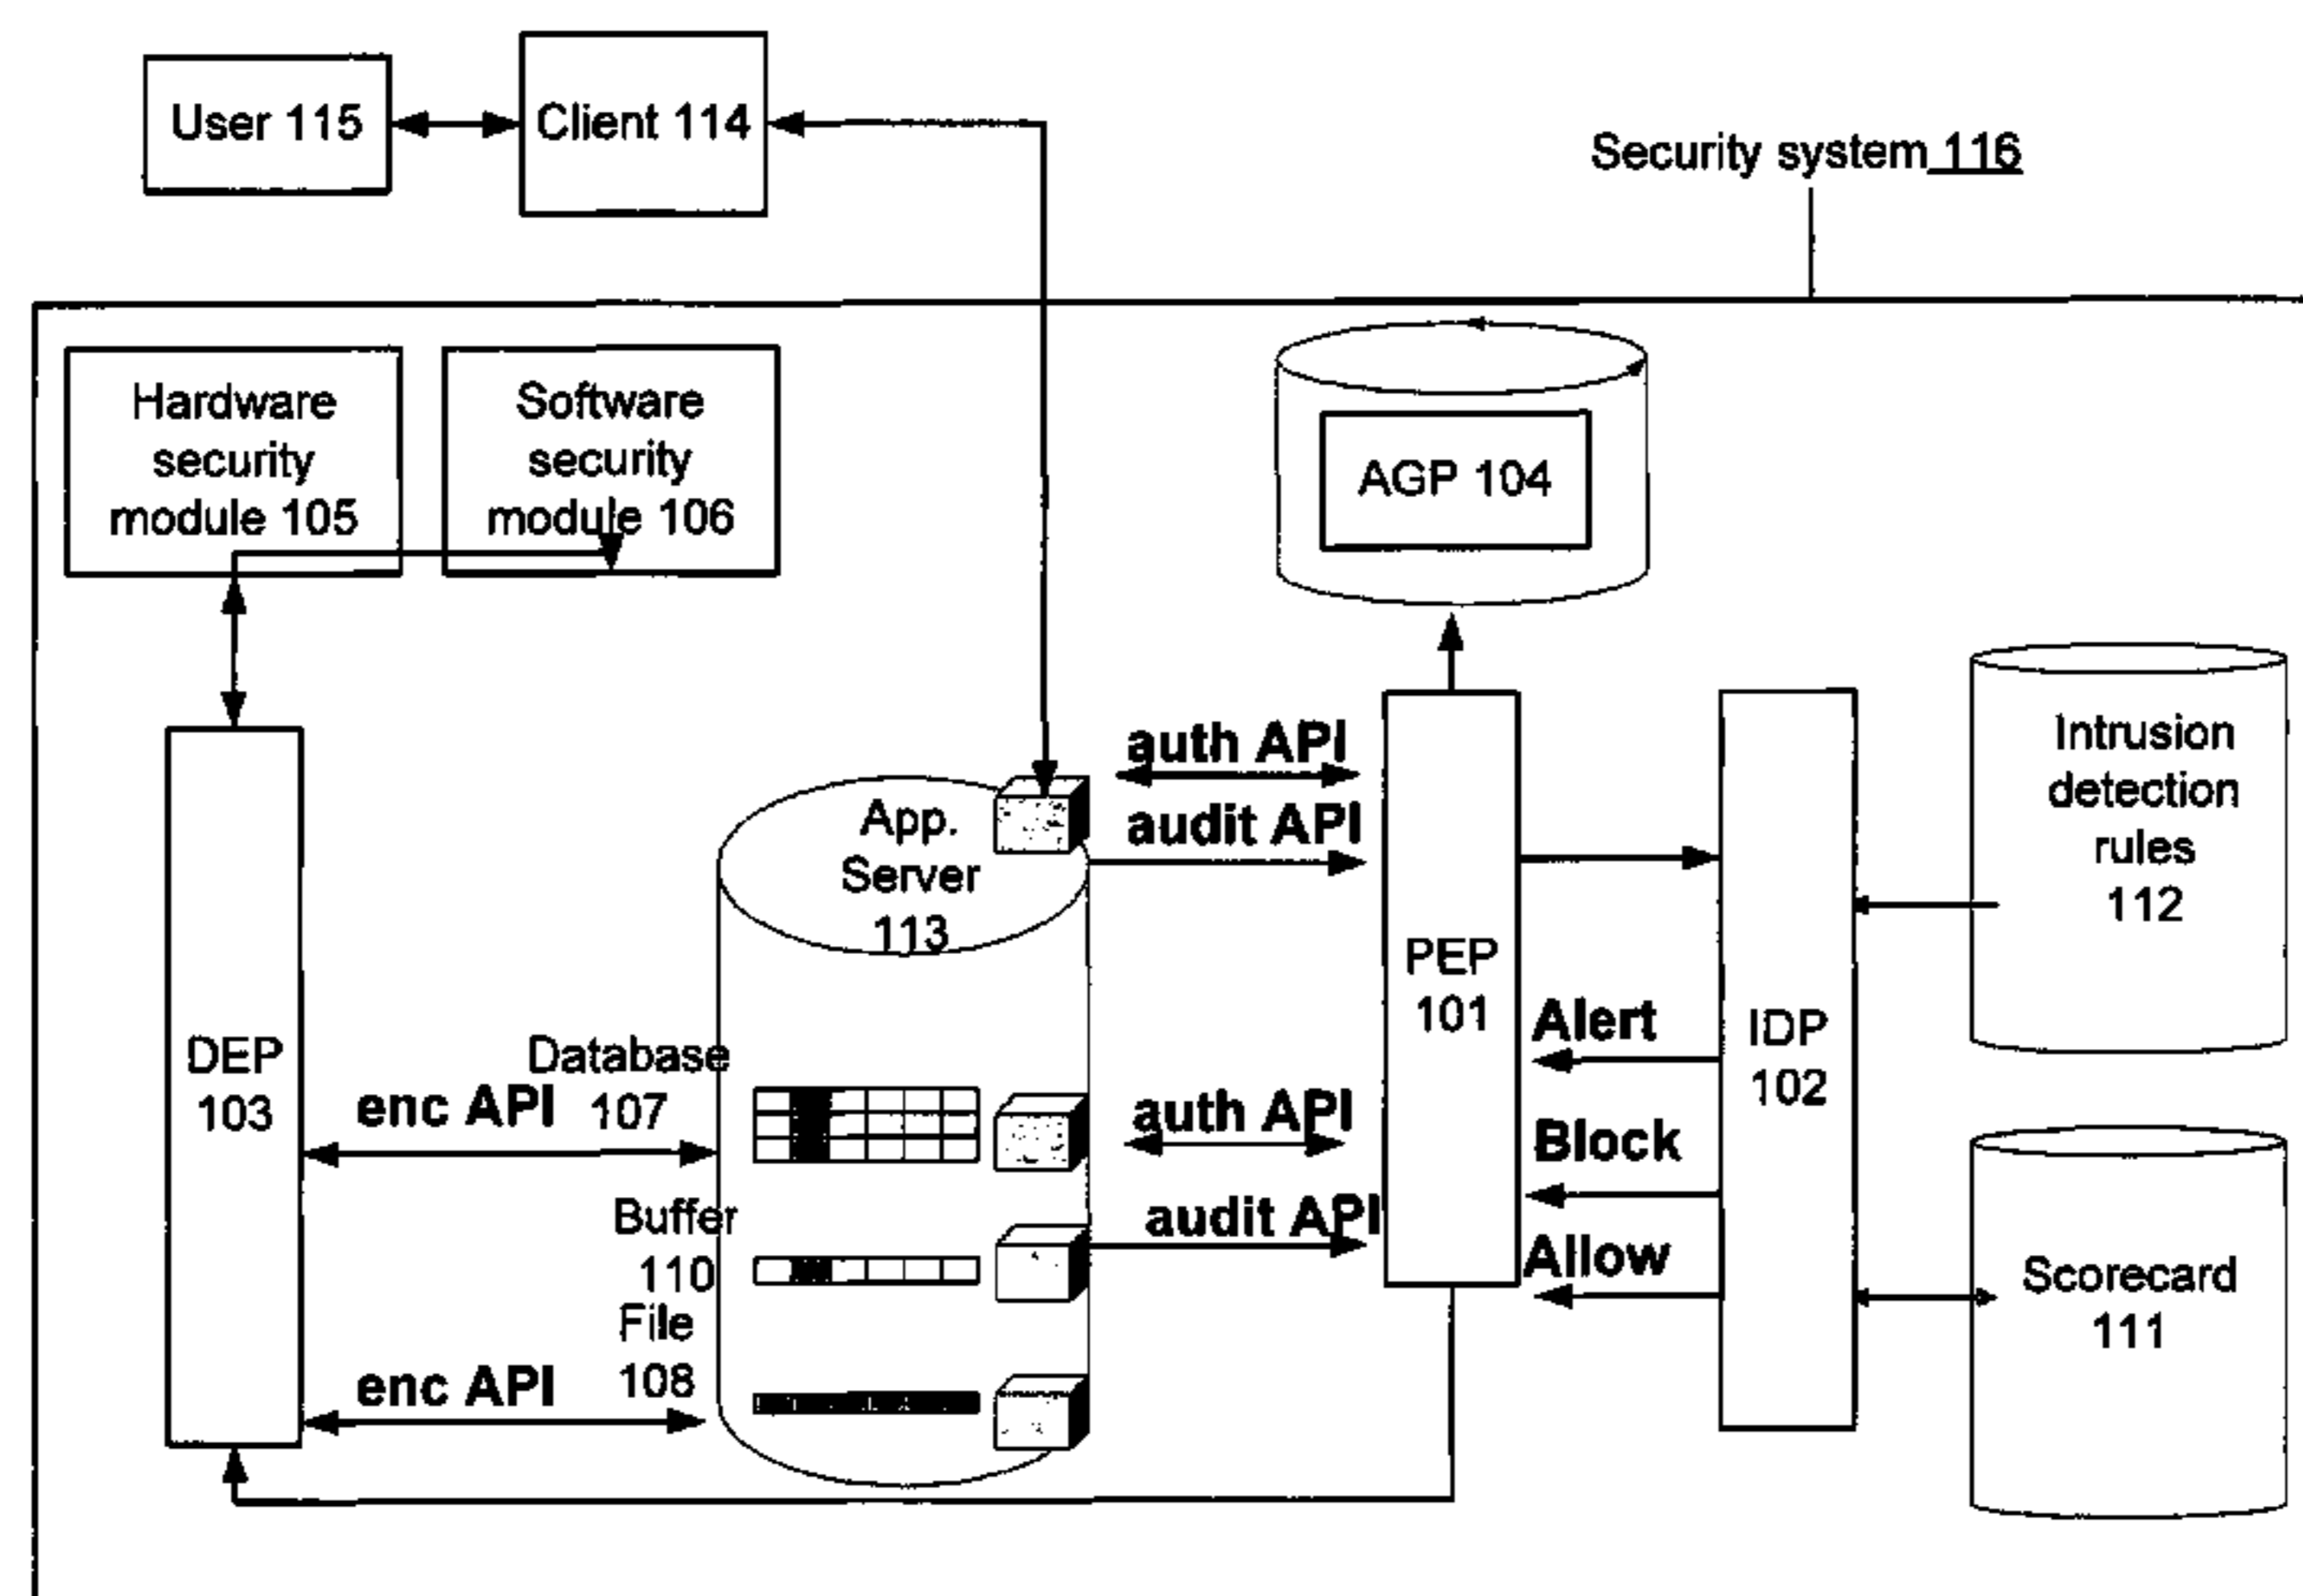 User 115
Client 114
Security system 116
Hardware
security
module 105
Software
security
module 106
AGP 104
auth API
audit API
App.
Server
113
PEP
101
Intrusion
detection
rules
112
Alert
IDP
102
DEP
103
Database
107
enc API
auth API
Block
Buffer
110
audit API
Allow
Scorecard
111
File
108
enc API